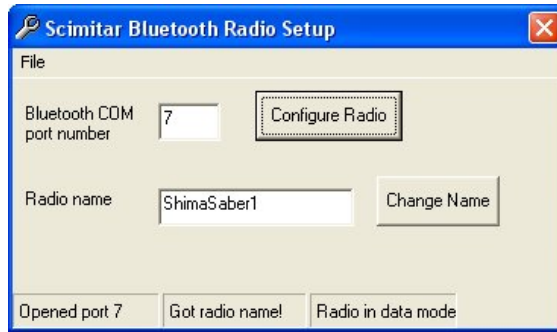 Scimitar Bluetooth Radio Setup
File
Bluetooth COM
port number
7
Configure Radio
Radio name
ShimaSaber1
Change Name
Opened port 7
Got radio name!
Radio in data mode